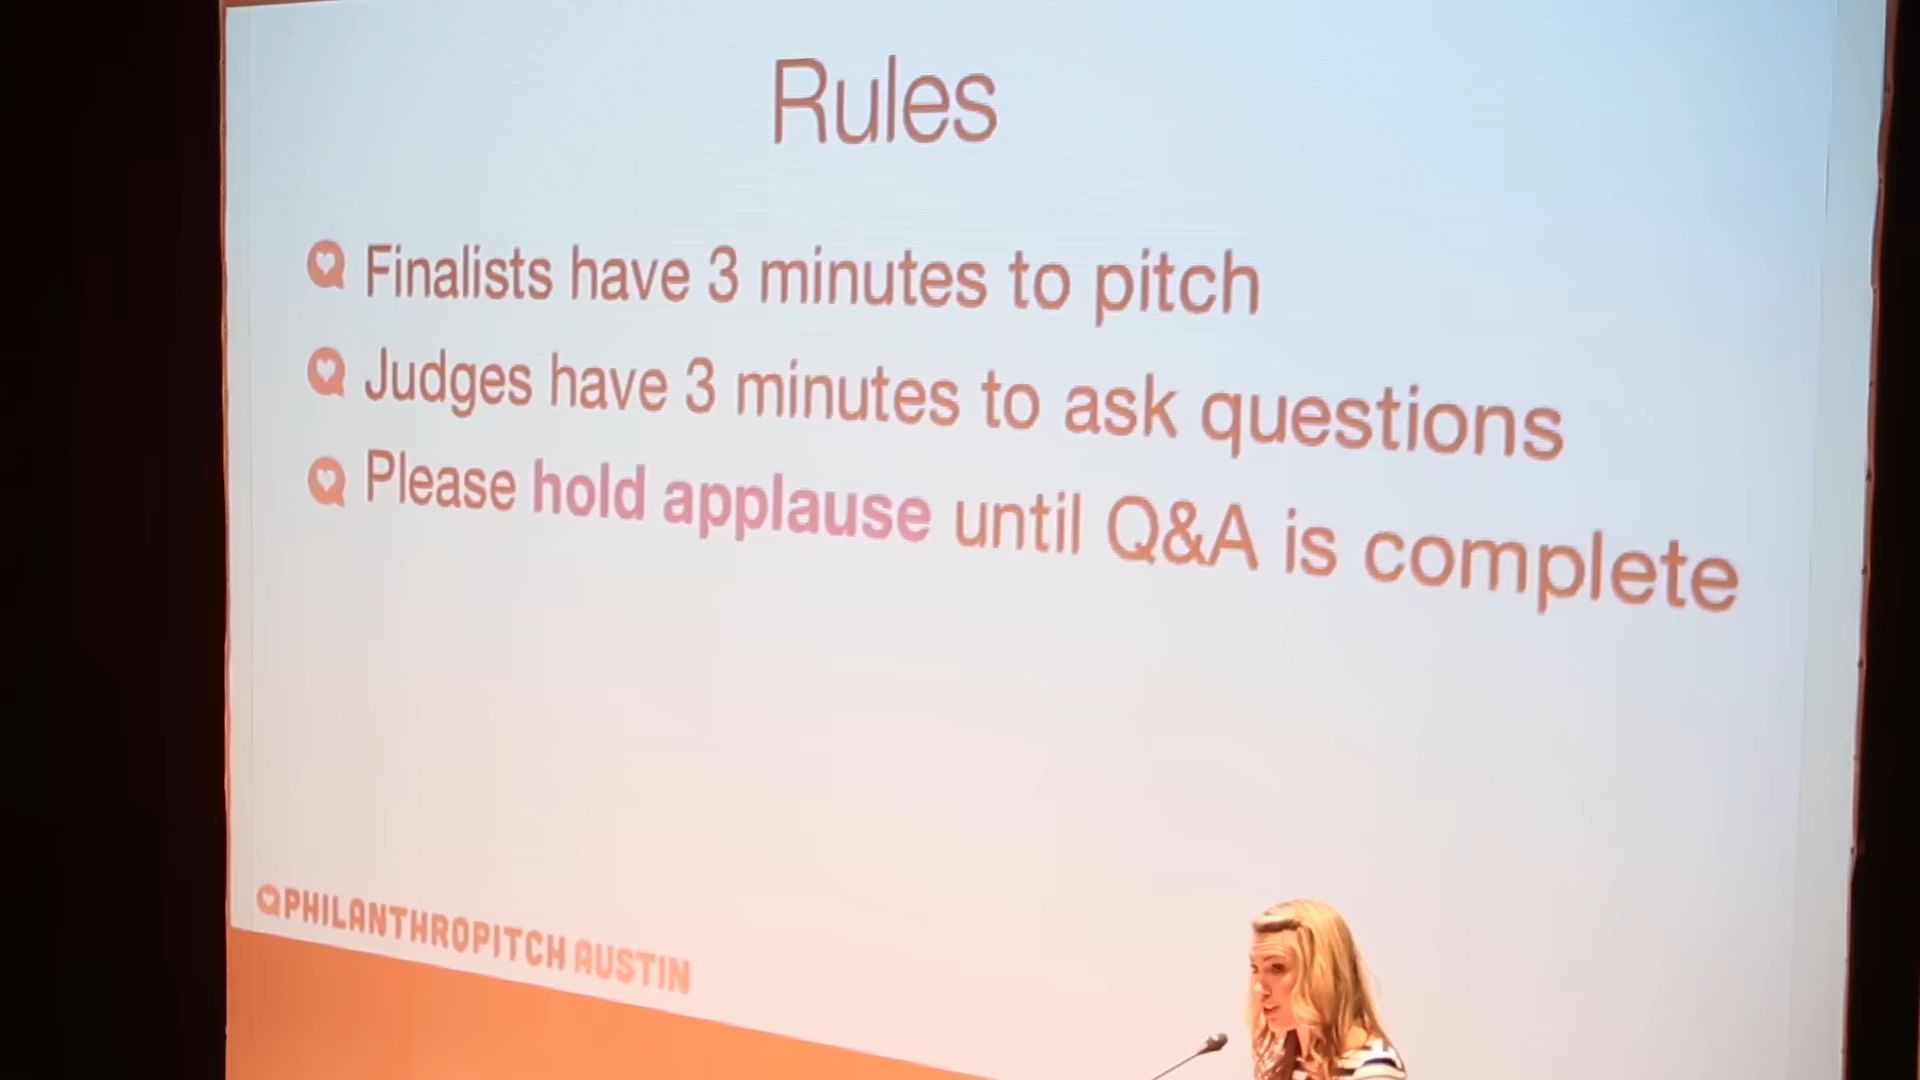 Rules
Finalists have 3 minutes to pitch
Judges have 3 minutes to ask questions
Please hold applause until Q&A is complete
PHILANTHROPITCH AUSTIN